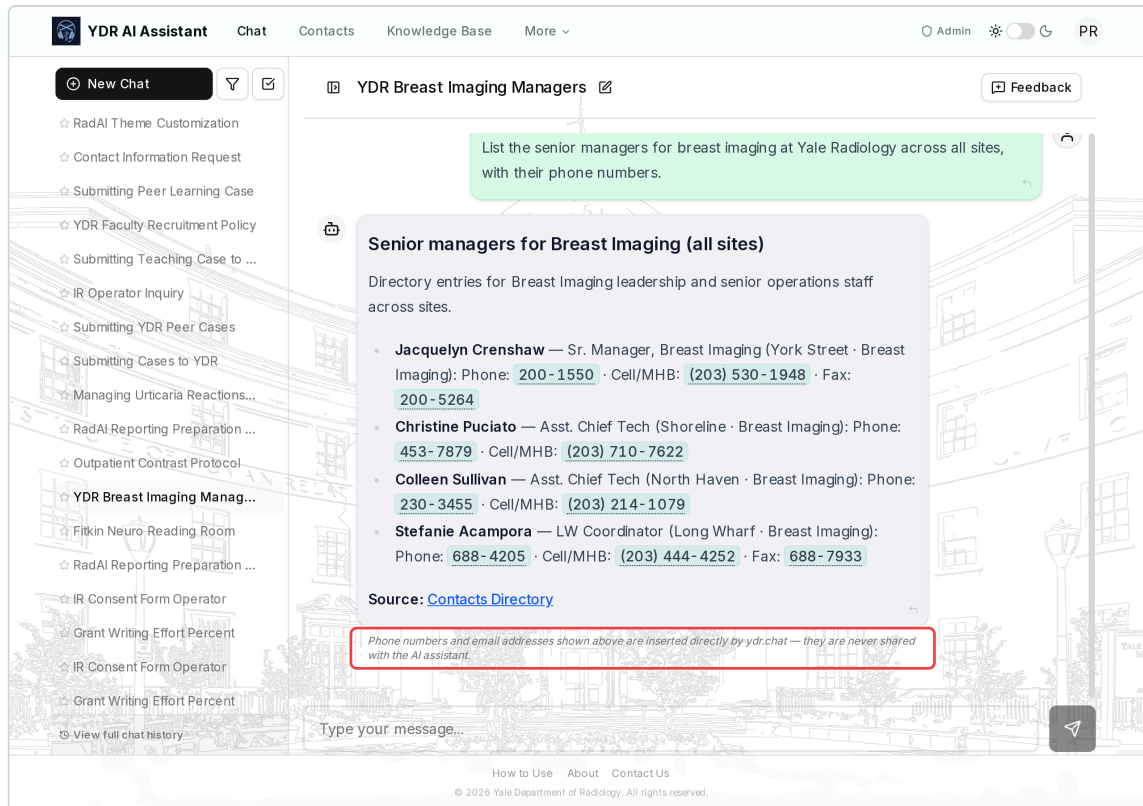 YDR AI Assistant
Chat
Contacts
Knowledge Base
More
Admin
PR
New Chat
RadAI Theme Customization
Contact Information Request
Submitting Peer Learning Case
YDR Faculty Recruitment Policy
Submitting Teaching Case to ...
IR Operator Inquiry
Submitting YDR Peer Cases
Submitting Cases to YDR
Managing Urticaria Reactions...
RadAI Reporting Preparation ...
Outpatient Contrast Protocol
YDR Breast Imaging Manag...
Fitkin Neuro Reading Room
RadAI Reporting Preparation ...
IR Consent Form Operator
Grant Writing Effort Percent
IR Consent Form Operator
Grant Writing Effort Percent
View full chat history
YDR Breast Imaging Managers
Feedback
List the senior managers for breast imaging at Yale Radiology across all sites,
with their phone numbers.
Senior managers for Breast Imaging (all sites)
Directory entries for Breast Imaging leadership and senior operations staff
across sites.
Jacquelyn Crenshaw — Sr. Manager, Breast Imaging (York Street · Breast
Imaging): Phone: 200-1550 · Cell/MHB: (203) 530-1948 · Fax:
200-5264
Christine Puciato — Asst. Chief Tech (Shoreline · Breast Imaging): Phone:
453-7879 · Cell/MHB: (203) 710-7622
Colleen Sullivan — Asst. Chief Tech (North Haven · Breast Imaging): Phone:
230-3455 · Cell/MHB: (203) 214-1079
Stefanie Acampora — LW Coordinator (Long Wharf · Breast Imaging):
Phone: 688-4205 · Cell/MHB: (203) 444-4252 · Fax: 688-7933
Source: Contacts Directory
Phone numbers and email addresses shown above are inserted directly by ydr.chat — they are never shared
with the AI assistant.
Type your message...
How to Use · About · Contact Us
© 2026 Yale Department of Radiology. All rights reserved.